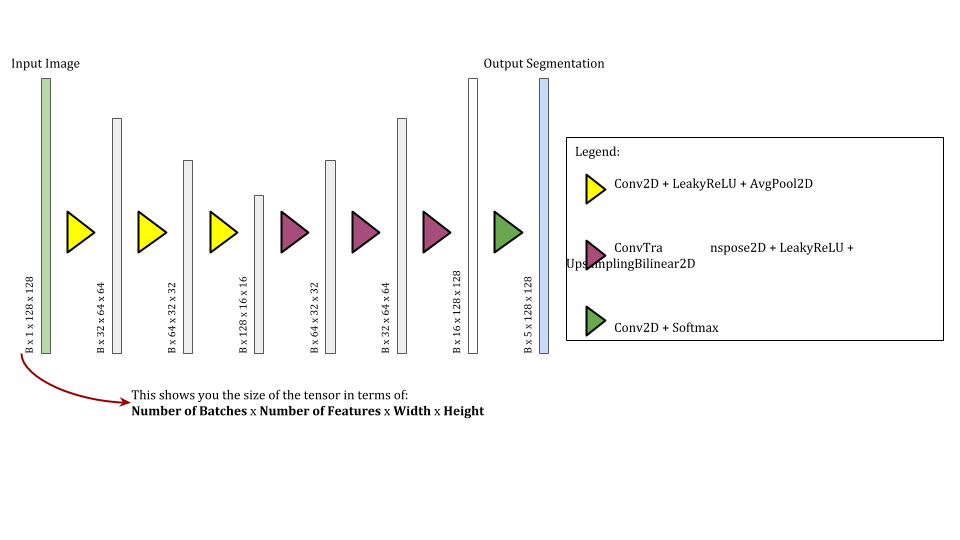 Input Image
Output Segmentation
B x 1 x 128 x 128
B x 32 x 64 x 64
B x 64 x 32 x 32
B x 128 x 16 x 16
B x 64 x 32 x 32
B x 32 x 64 x 64
B x 16 x 128 x 128
B x 5 x 128 x 128
Legend:
Conv2D + LeakyReLU + AvgPool2D
ConvTra nspose2D + LeakyReLU +
UpsamplingBilinear2D
Conv2D + Softmax
This shows you the size of the tensor in terms of:
Number of Batches x Number of Features x Width x Height